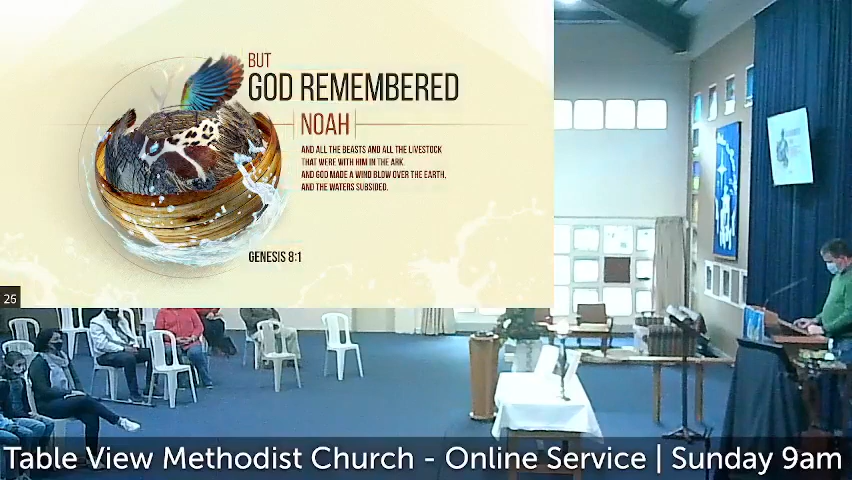 BUT
GOD REMEMBERED
NOAH
AND ALL THE BEASTS AND ALL THE LIVESTOCK
THAT WERE WITH HIM IN THE ARK.
AND GOD MADE A WIND BLOW OVER THE EARTH,
AND THE WATERS SUBSIDED.
GENESIS 8:1
26
Table View Methodist Church - Online Service | Sunday 9am